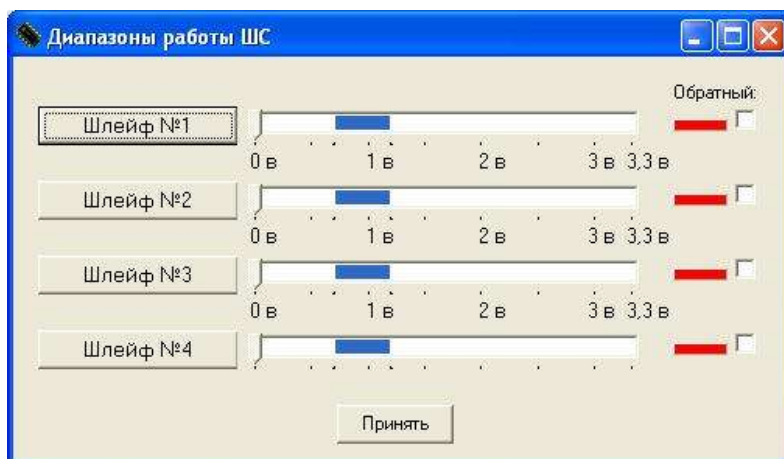 Диапазоны работы ШС
Обратный:
Шлейф №1
0 в 1 в 2 в 3 в 3,3 в
Шлейф №2
0 в 1 в 2 в 3 в 3,3 в
Шлейф №3
0 в 1 в 2 в 3 в 3,3 в
Шлейф №4
Принять